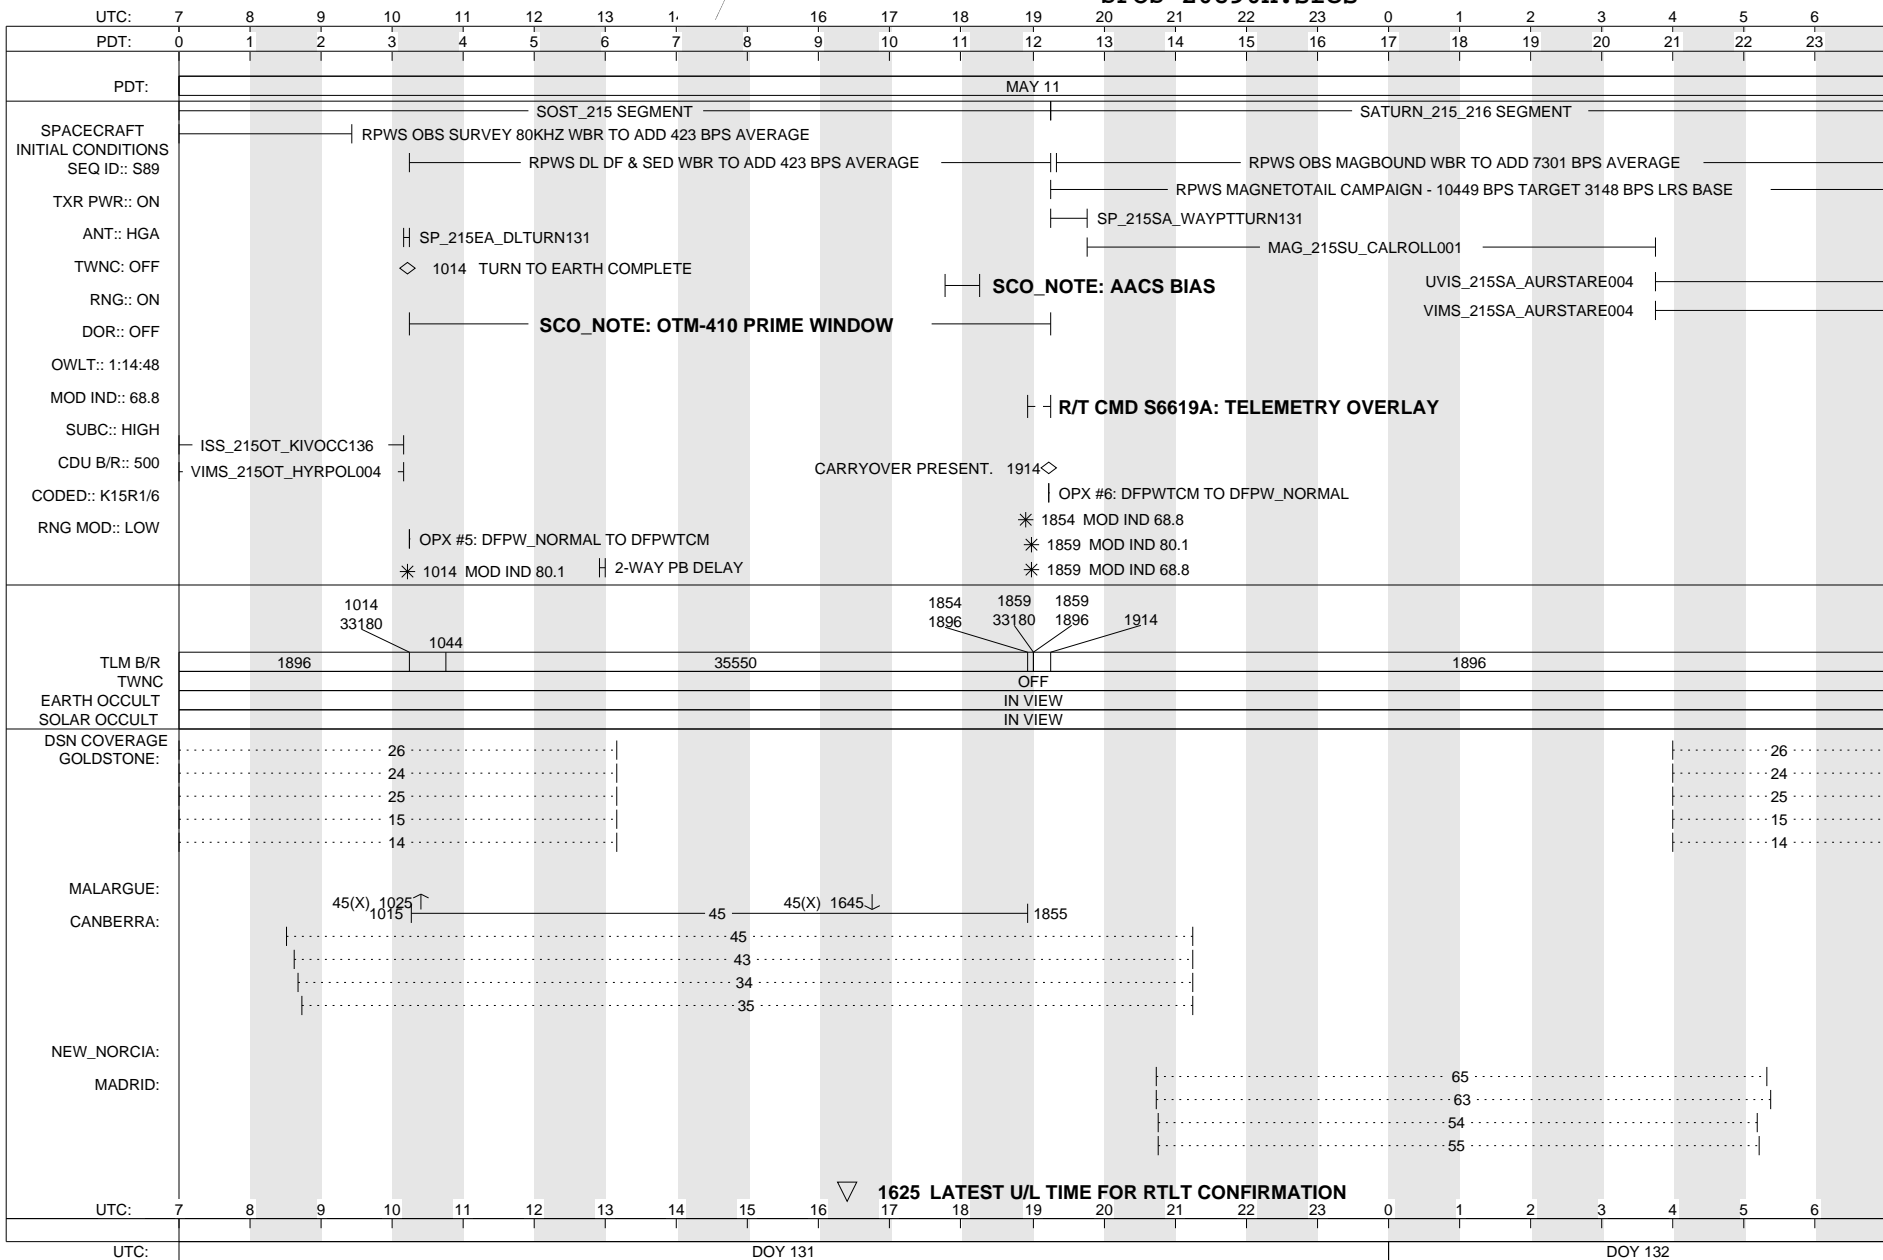 UTC: 7 8 9 10 11 12 13 16 17 18 19 20 21 22 23 0 1 2 3 4 5 6
PDT: 0 1 2 3 4 5 6 7 8 9 10 11 12 13 14 15 16 17 18 19 20 21 22 23
PDT: MAY 11
SOST_215 SEGMENT SATURN_215_216 SEGMENT
SPACECRAFT
INITIAL CONDITIONS
SEQ ID:: S89
TXR PWR:: ON
ANT:: HGA
TWNC: OFF
RNG:: ON
DOR:: OFF
OWLT:: 1:14:48
MOD IND:: 68.8
SUBC:: HIGH
CDU B/R:: 500
CODED:: K15R1/6
RNG MOD:: LOW
RPWS OBS SURVEY 80KHZ WBR TO ADD 423 BPS AVERAGE
RPWS DL DF & SED WBR TO ADD 423 BPS AVERAGE
RPWS OBS MAGBOUND WBR TO ADD 7301 BPS AVERAGE
RPWS MAGNETOTAIL CAMPAIGN - 10449 BPS TARGET 3148 BPS LRS BASE
SP_215SA_WAYPTTURN131
SP_215EA_DLTURN131
MAG_215SU_CALROLL001
1014 TURN TO EARTH COMPLETE
SCO_NOTE: AACS BIAS
UVIS_215SA_AURSTARE004
VIMS_215SA_AURSTARE004
SCO_NOTE: OTM-410 PRIME WINDOW
R/T CMD S6619A: TELEMETRY OVERLAY
ISS_215OT_KIVOCC136
VIMS_215OT_HYRPOL004
CARRYOVER PRESENT. 1914
OPX #6: DFPWTCM TO DFPW_NORMAL
1854 MOD IND 68.8
OPX #5: DFPW_NORMAL TO DFPWTCM
1859 MOD IND 80.1
1014 MOD IND 80.1
2-WAY PB DELAY
1859 MOD IND 68.8
1014 1854 1859 1859
33180 1896 33180 1896 1914
1044
TLM B/R 1896 35550 1896
TWNC OFF
EARTH OCCULT IN VIEW
SOLAR OCCULT IN VIEW
DSN COVERAGE
GOLDSTONE: 26 26
24 24
25 25
15 15
14 14
MALARGUE:
45(X) 1025 45(X) 1645
CANBERRA: 1015 45 1855
45
43
34
35
NEW_NORCIA:
MADRID: 65
63
54
55
1625 LATEST U/L TIME FOR RTLT CONFIRMATION
UTC: 7 8 9 10 11 12 13 14 15 16 17 18 19 20 21 22 23 0 1 2 3 4 5 6
UTC: DOY 131 DOY 132